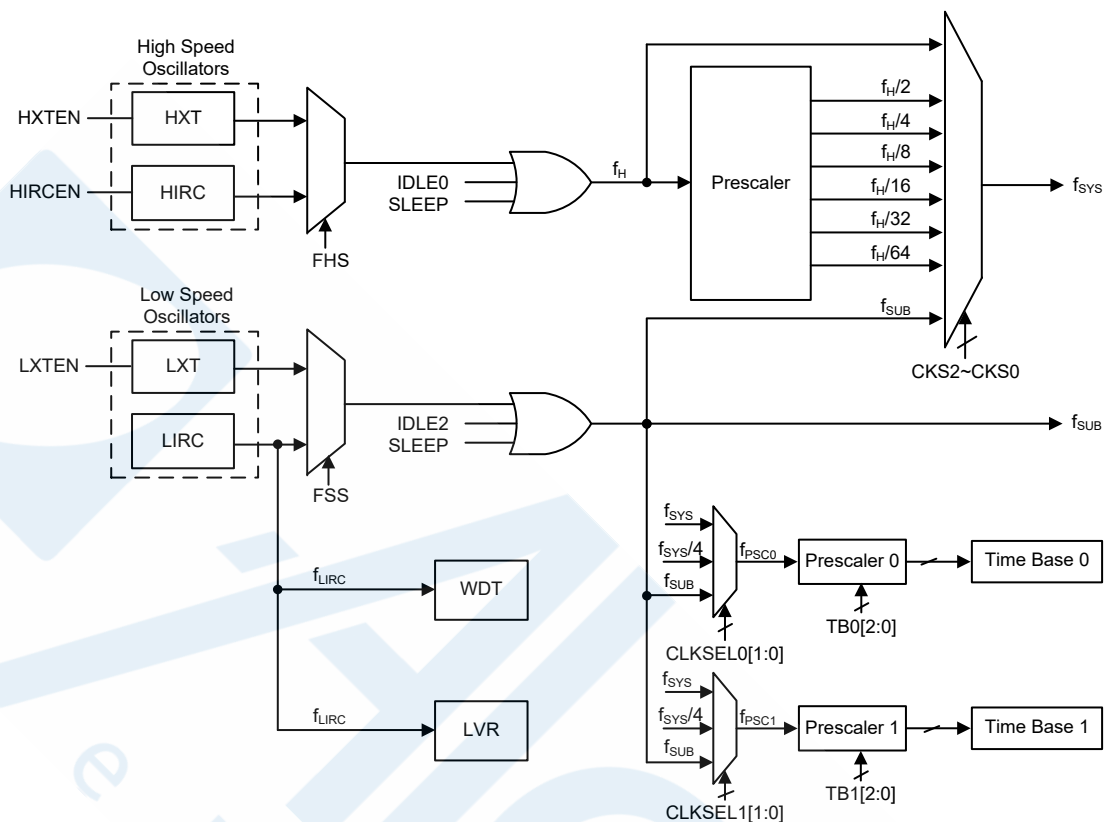 High Speed
Oscillators
HXTEN
HXT
HIRCEN
HIRC
FHS
IDLE0
SLEEP
fH
Prescaler
fH/2
fH/4
fH/8
fH/16
fH/32
fH/64
fSUB
fSYS
CKS2~CKS0
Low Speed
Oscillators
LXTEN
LXT
LIRC
FSS
IDLE2
SLEEP
fSUB
fLIRC
WDT
fLIRC
LVR
fSYS
fSYS/4
fSUB
fPSC0
Prescaler 0
Time Base 0
TB0[2:0]
CLKSEL0[1:0]
fSYS
fSYS/4
fSUB
fPSC1
Prescaler 1
Time Base 1
TB1[2:0]
CLKSEL1[1:0]